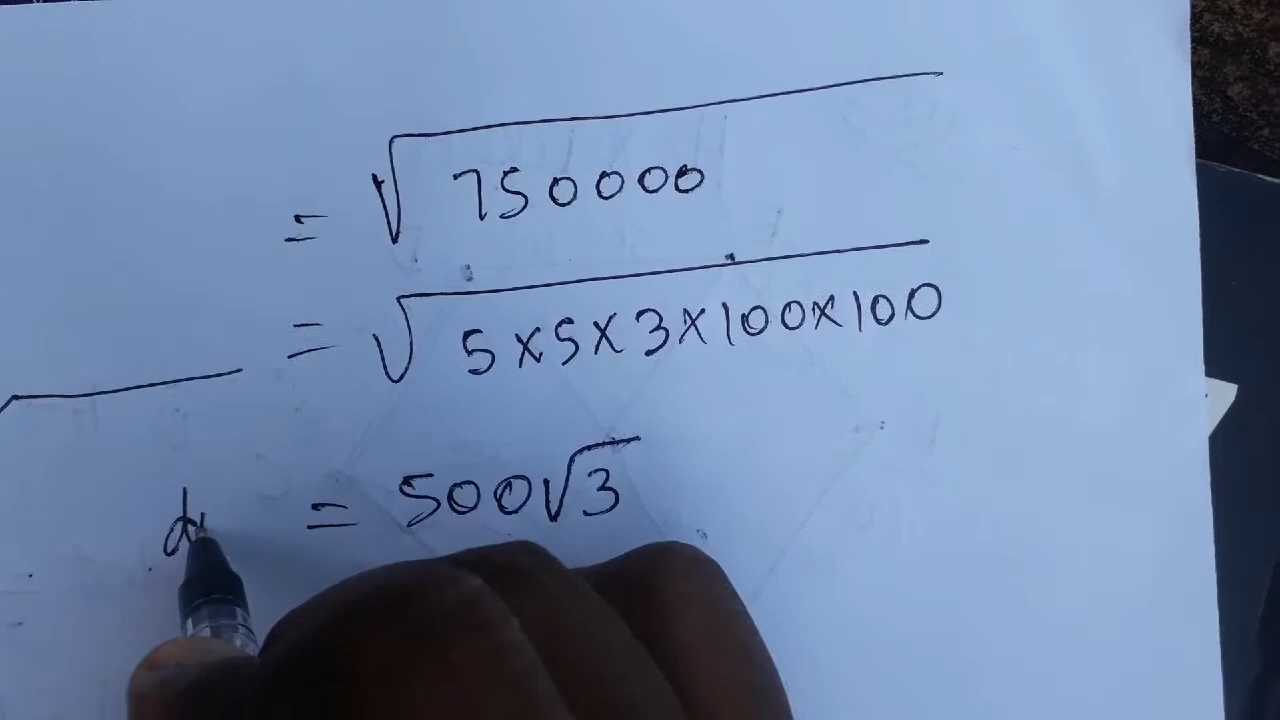 = √750000
= √5×5×3×100×100
d = 500√3